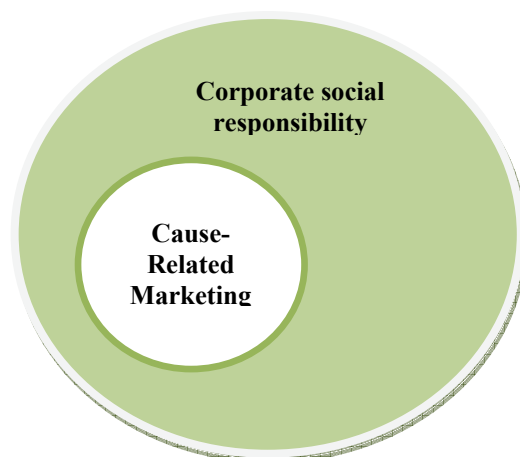 Corporate social
responsibility
Cause-
Related
Marketing